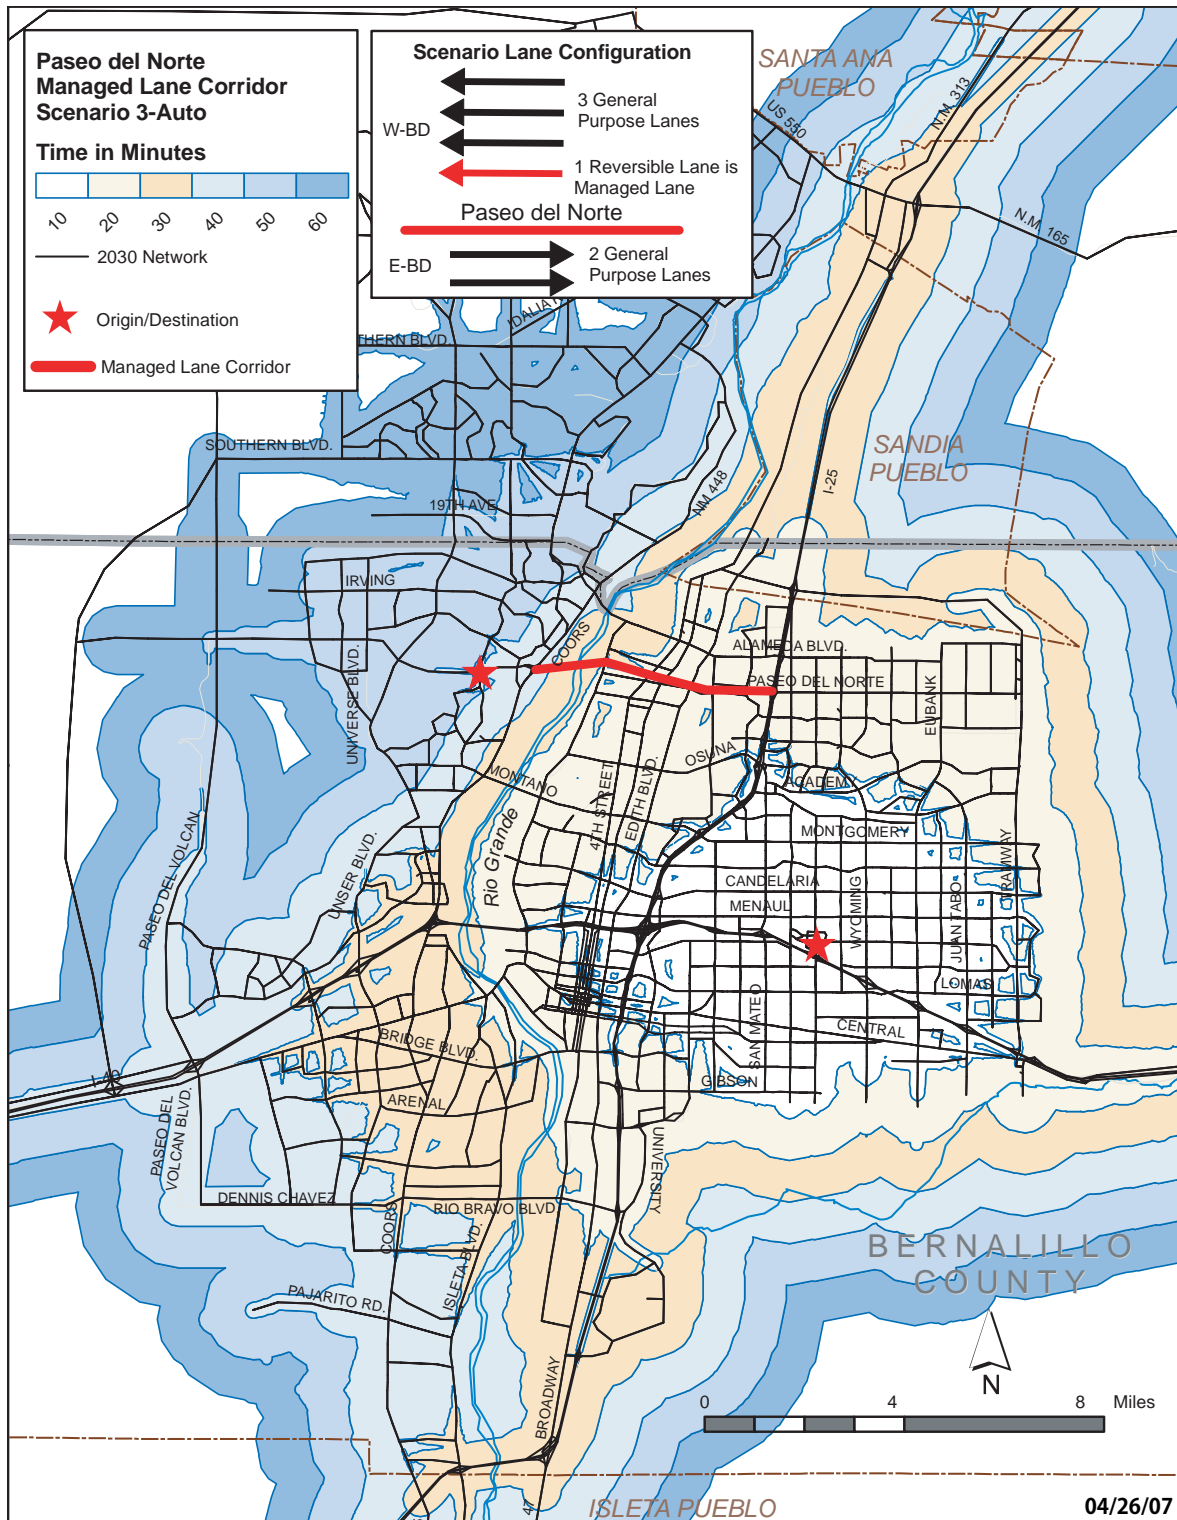 Paseo del Norte
Managed Lane Corridor
Scenario 3-Auto
Time in Minutes
10 20 30 40 50 60
2030 Network
Origin/Destination
Managed Lane Corridor
Scenario Lane Configuration
W-BD
3 General
Purpose Lanes
1 Reversible Lane is
Managed Lane
Paseo del Norte
E-BD
2 General
Purpose Lanes
SANTA ANA
PUEBLO
US 550
N.M. 313
N.M. 165
IDALIA
THERN BLVD.
SOUTHERN BLVD.
SANDIA
PUEBLO
I-25
NM 448
19TH AVE.
IRVING
COORS
ALAMEDA BLVD.
PASEO DEL NORTE
UNIVERSE BLVD.
EUBANK
OSUNA
MONTANO
ACADEMY
4TH STREET
EDITH BLVD.
Rio Grande
MONTGOMERY
PASEO DEL VOLCAN
UNSER BLVD.
CANDELARIA
MENAUL
WYOMING
JUAN TABO
TRAMWAY
LOMAS
SAN MATEO
CENTRAL
BRIDGE BLVD.
GIBSON
I-40
ARENAL
PASEO DEL
VOLCAN BLVD.
UNIVERSITY
DENNIS CHAVEZ
RIO BRAVO BLVD
COORS
ISLETA BLVD.
BERNALILLO
COUNTY
PAJARITO RD.
N
0 4 8 Miles
BROADWAY
47
ISLETA PUEBLO
04/26/07